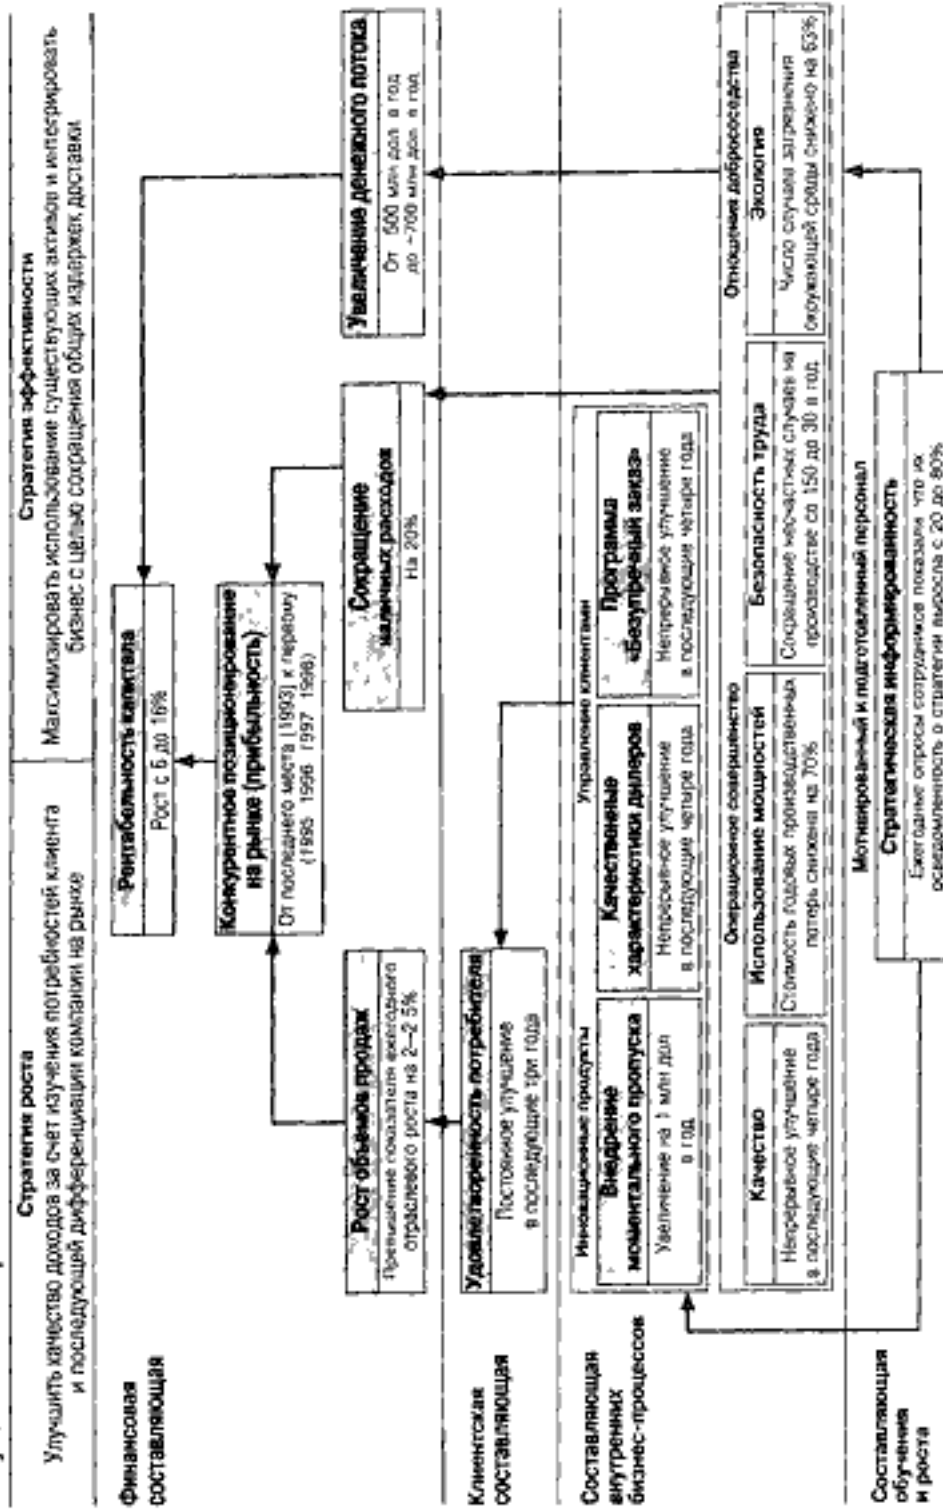 Стратегия роста
Улучшить качество доходов за счет изучения потребностей клиента
и последующей дифференциации компании на рынке
Стратегия эффективности
Максимизировать использование существующих активов и интегрировать
бизнес с целью сокращения общих издержек доставки
Финансовая
составляющая
Рентабельность капитала
Рост с 6 до 16%
Конкурентное позиционирование
на рынке (прибыльность)
От последнего места (1993) к первому
(1995 1996 1997 1998)
Рост объемов продаж
Превышение показателя ежегодного
отраслевого роста на 2–2 5%
Сокращение
наличных расходов
На 20%
Увеличение денежного потока
От 500 млн дол в год
до ~700 млн дол в год
Клиентская
составляющая
Удовлетворенность потребителя
Постоянное улучшение
в последующие три года
Составляющая
внутренних
бизнес-процессов
Инновационные продукты
Внедрение
моментального пропуска
Увеличение на 1 млн дол
в год
Управление клиентами
Качественные
характеристики дилеров
Непрерывное улучшение
в последующие четыре года
Программа
«Безупречный заказ»
Непрерывное улучшение
в последующие четыре года
Операционное совершенство
Качество
Непрерывное улучшение
в последующие четыре года
Использование мощностей
Стоимость годовых производственных
потерь снижена на 70%
Безопасность труда
Сокращение несчастных случаев на
производстве со 150 до 30 в год
Отношения добрососедства
Экология
Число случаев загрязнения
окружающей среды снижено на 63%
Составляющая
обучения
и роста
Мотивированный и подготовленный персонал
Стратегическая информированность
Ежегодные опросы сотрудников показали что их
осведомленность о стратегии выросла с 20 до 80%